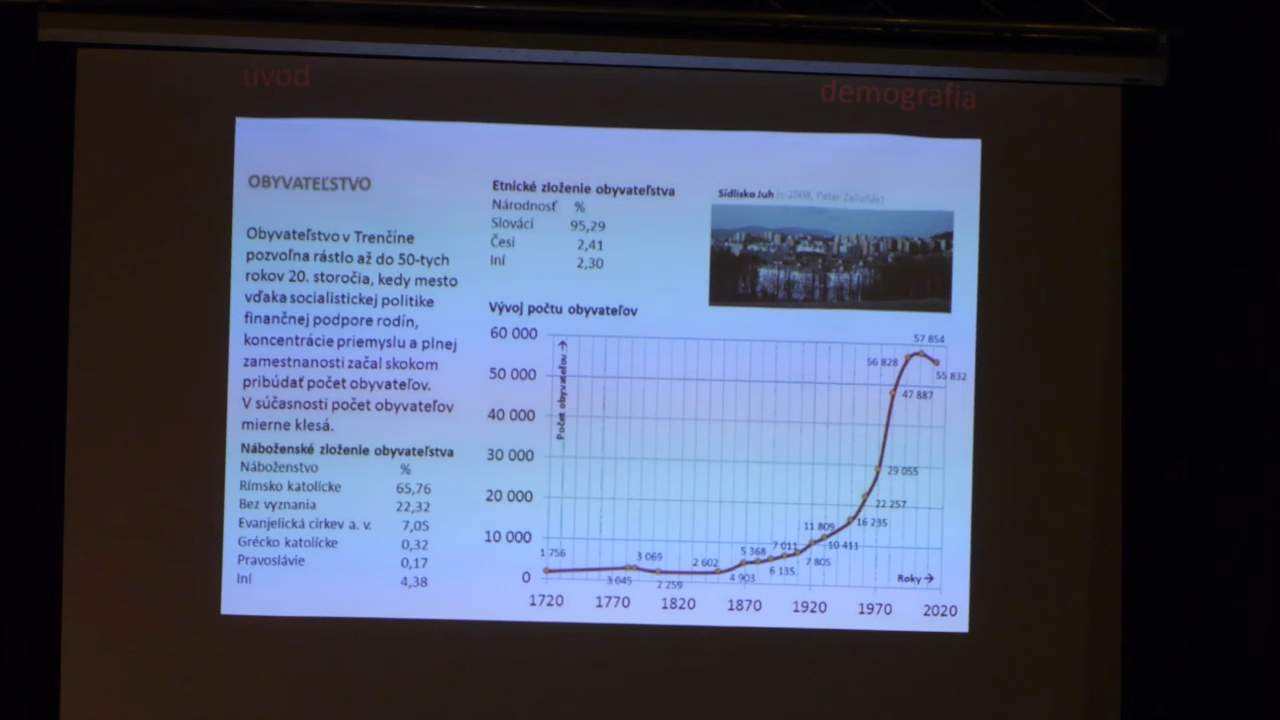 úvod
demografia
OBYVATEĽSTVO
Obyvateľstvo v Trenčíne
pozvoľna rástlo až do 50-tych
rokov 20. storočia, kedy mesto
vďaka socialistickej politike
finančnej podpore rodín,
koncentrácie priemyslu a plnej
zamestnanosti začal skokom
pribúdať počet obyvateľov.
V súčasnosti počet obyvateľov
mierne klesá.
Náboženské zloženie obyvateľstva
Náboženstvo %
Rímsko katolícke 65,76
Bez vyznania 22,32
Evanjelická cirkev a. v. 7,05
Grécko katolícke 0,32
Pravoslávie 0,17
Iní 4,38
Etnické zloženie obyvateľstva
Národnosť %
Slováci 95,29
Česi 2,41
Iní 2,30
Sídlisko Juh
Vývoj počtu obyvateľov
60 000
50 000
40 000
30 000
20 000
10 000
0
Počet obyvateľov →
1 756
3 045
3 069
2 259
2 602
4 903
5 368
6 135
7 011
7 805
11 809
10 411
16 235
22 257
29 055
47 887
56 828
57 854
55 832
Roky →
1720 1770 1820 1870 1920 1970 2020